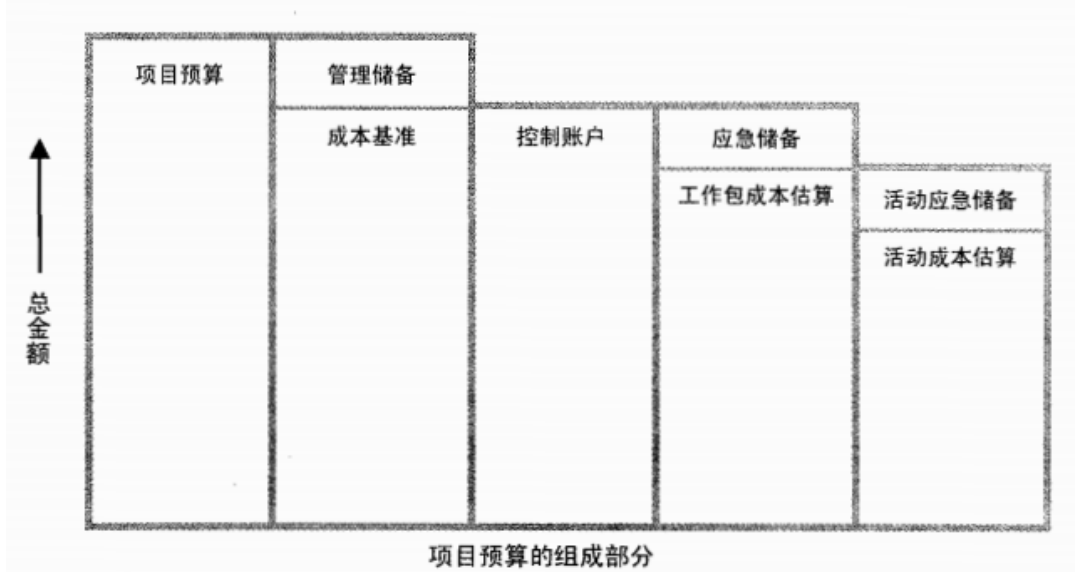 项目预算
管理储备
成本基准
控制账户
应急储备
工作包成本估算
活动应急储备
活动成本估算
总金额
项目预算的组成部分